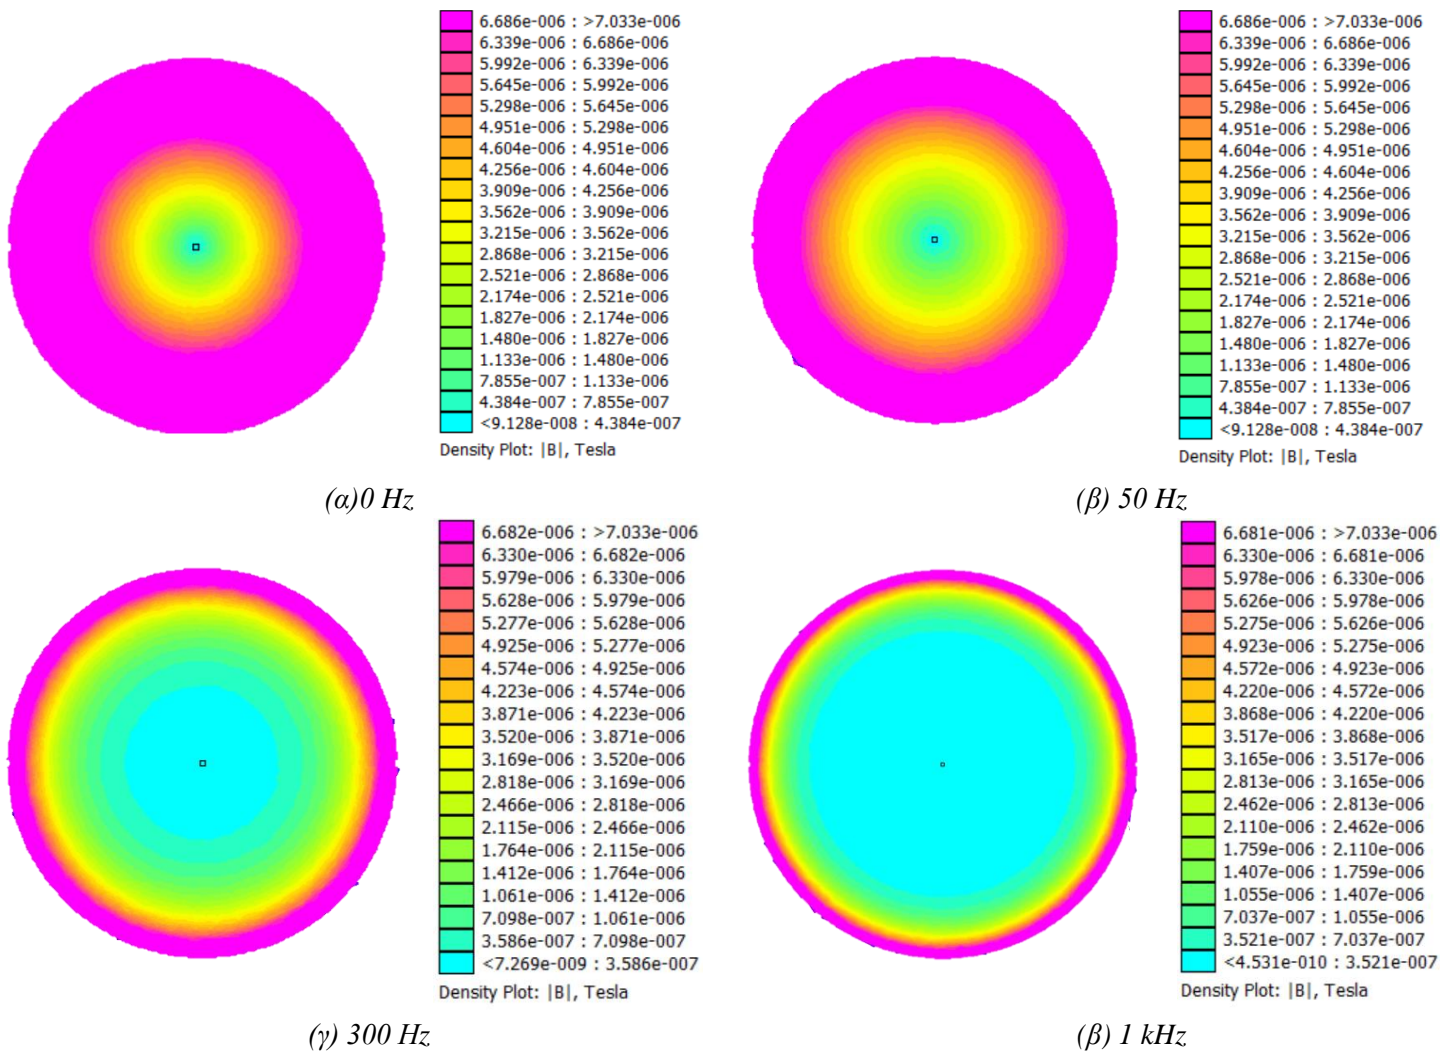 6.686e-006 : >7.033e-006
6.339e-006 : 6.686e-006
5.992e-006 : 6.339e-006
5.645e-006 : 5.992e-006
5.298e-006 : 5.645e-006
4.951e-006 : 5.298e-006
4.604e-006 : 4.951e-006
4.256e-006 : 4.604e-006
3.909e-006 : 4.256e-006
3.562e-006 : 3.909e-006
3.215e-006 : 3.562e-006
2.868e-006 : 3.215e-006
2.521e-006 : 2.868e-006
2.174e-006 : 2.521e-006
1.827e-006 : 2.174e-006
1.480e-006 : 1.827e-006
1.133e-006 : 1.480e-006
7.855e-007 : 1.133e-006
4.384e-007 : 7.855e-007
<9.128e-008 : 4.384e-007
Density Plot: |B|, Tesla
(α)0 Hz
6.686e-006 : >7.033e-006
6.339e-006 : 6.686e-006
5.992e-006 : 6.339e-006
5.645e-006 : 5.992e-006
5.298e-006 : 5.645e-006
4.951e-006 : 5.298e-006
4.604e-006 : 4.951e-006
4.256e-006 : 4.604e-006
3.909e-006 : 4.256e-006
3.562e-006 : 3.909e-006
3.215e-006 : 3.562e-006
2.868e-006 : 3.215e-006
2.521e-006 : 2.868e-006
2.174e-006 : 2.521e-006
1.827e-006 : 2.174e-006
1.480e-006 : 1.827e-006
1.133e-006 : 1.480e-006
7.855e-007 : 1.133e-006
4.384e-007 : 7.855e-007
<9.128e-008 : 4.384e-007
Density Plot: |B|, Tesla
(β) 50 Hz
6.682e-006 : >7.033e-006
6.330e-006 : 6.682e-006
5.979e-006 : 6.330e-006
5.628e-006 : 5.979e-006
5.277e-006 : 5.628e-006
4.925e-006 : 5.277e-006
4.574e-006 : 4.925e-006
4.223e-006 : 4.574e-006
3.871e-006 : 4.223e-006
3.520e-006 : 3.871e-006
3.169e-006 : 3.520e-006
2.818e-006 : 3.169e-006
2.466e-006 : 2.818e-006
2.115e-006 : 2.466e-006
1.764e-006 : 2.115e-006
1.412e-006 : 1.764e-006
1.061e-006 : 1.412e-006
7.098e-007 : 1.061e-006
3.586e-007 : 7.098e-007
<7.269e-009 : 3.586e-007
Density Plot: |B|, Tesla
(γ) 300 Hz
6.681e-006 : >7.033e-006
6.330e-006 : 6.681e-006
5.978e-006 : 6.330e-006
5.626e-006 : 5.978e-006
5.275e-006 : 5.626e-006
4.923e-006 : 5.275e-006
4.572e-006 : 4.923e-006
4.220e-006 : 4.572e-006
3.868e-006 : 4.220e-006
3.517e-006 : 3.868e-006
3.165e-006 : 3.517e-006
2.813e-006 : 3.165e-006
2.462e-006 : 2.813e-006
2.110e-006 : 2.462e-006
1.759e-006 : 2.110e-006
1.407e-006 : 1.759e-006
1.055e-006 : 1.407e-006
7.037e-007 : 1.055e-006
3.521e-007 : 7.037e-007
<4.531e-010 : 3.521e-007
Density Plot: |B|, Tesla
(β) 1 kHz